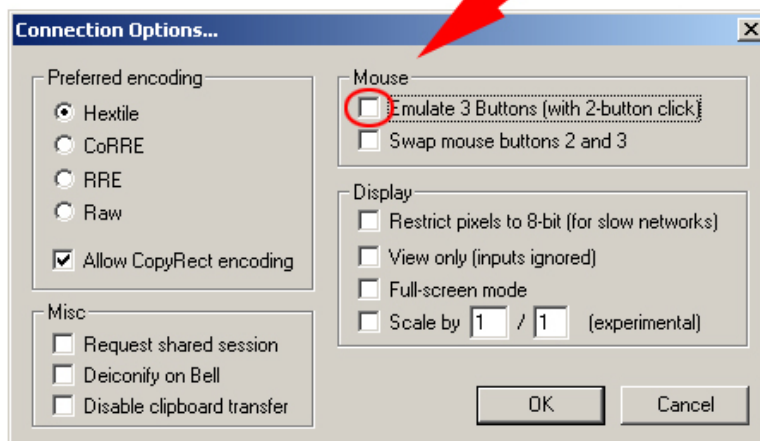 Connection Options...
Preferred encoding
Hextile
CoRRE
RRE
Raw
Allow CopyRect encoding
Misc
Request shared session
Deiconify on Bell
Disable clipboard transfer
Mouse
Emulate 3 Buttons (with 2-button click)
Swap mouse buttons 2 and 3
Display
Restrict pixels to 8-bit (for slow networks)
View only (inputs ignored)
Full-screen mode
Scale by 1 / 1 (experimental)
OK Cancel